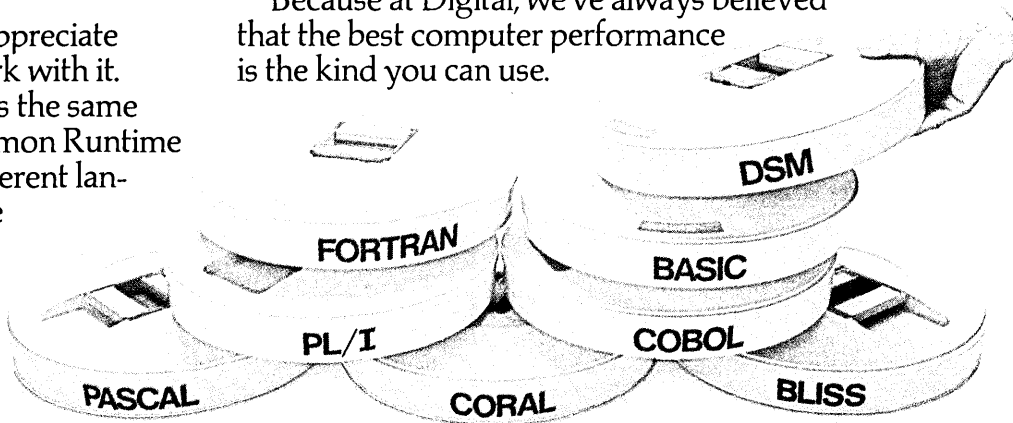 ppreciate
rk with it.
s the same
mon Runtime
erent lan-
e
Because at Digital, we've always believed
that the best computer performance
is the kind you can use.
DSM
FORTRAN
BASIC
PL/I
COBOL
PASCAL
CORAL
BLISS